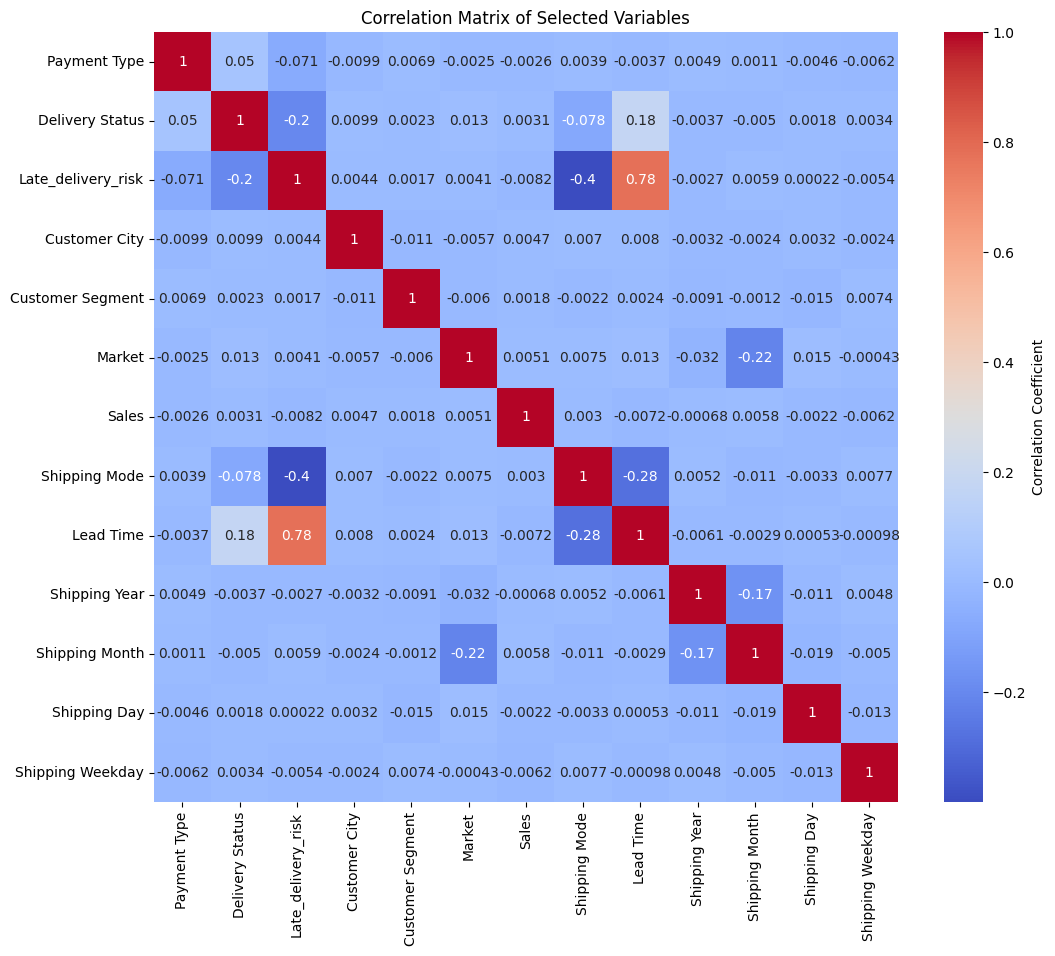 Correlation Matrix of Selected Variables
Payment Type 1 0.05 -0.071 -0.0099 0.0069 -0.0025 -0.0026 0.0039 -0.0037 0.0049 0.0011 -0.0046 -0.0062
Delivery Status 0.05 1 -0.2 0.0099 0.0023 0.013 0.0031 -0.078 0.18 -0.0037 -0.005 0.0018 0.0034
Late_delivery_risk -0.071 -0.2 1 0.0044 0.0017 0.0041 -0.0082 -0.4 0.78 -0.0027 0.0059 0.00022 -0.0054
Customer City -0.0099 0.0099 0.0044 1 -0.011 -0.0057 0.0047 0.007 0.008 -0.0032 -0.0024 0.0032 -0.0024
Customer Segment 0.0069 0.0023 0.0017 -0.011 1 -0.006 0.0018 -0.0022 0.0024 -0.0091 -0.0012 -0.015 0.0074
Market -0.0025 0.013 0.0041 -0.0057 -0.006 1 0.0051 0.0075 0.013 -0.032 -0.22 0.015 -0.00043
Sales -0.0026 0.0031 -0.0082 0.0047 0.0018 0.0051 1 0.003 -0.0072 -0.00068 0.0058 -0.0022 -0.0062
Shipping Mode 0.0039 -0.078 -0.4 0.007 -0.0022 0.0075 0.003 1 -0.28 0.0052 -0.011 -0.0033 0.0077
Lead Time -0.0037 0.18 0.78 0.008 0.0024 0.013 -0.0072 -0.28 1 -0.0061 -0.0029 0.00053 -0.00098
Shipping Year 0.0049 -0.0037 -0.0027 -0.0032 -0.0091 -0.032 -0.00068 0.0052 -0.0061 1 -0.17 -0.011 0.0048
Shipping Month 0.0011 -0.005 0.0059 -0.0024 -0.0012 -0.22 0.0058 -0.011 -0.0029 -0.17 1 -0.019 -0.005
Shipping Day -0.0046 0.0018 0.00022 0.0032 -0.015 0.015 -0.0022 -0.0033 0.00053 -0.011 -0.019 1 -0.013
Shipping Weekday -0.0062 0.0034 -0.0054 -0.0024 0.0074 -0.00043 -0.0062 0.0077 -0.00098 0.0048 -0.005 -0.013 1
Payment Type
Delivery Status
Late_delivery_risk
Customer City
Customer Segment
Market
Sales
Shipping Mode
Lead Time
Shipping Year
Shipping Month
Shipping Day
Shipping Weekday
1.0
0.8
0.6
0.4
0.2
0.0
−0.2
Correlation Coefficient